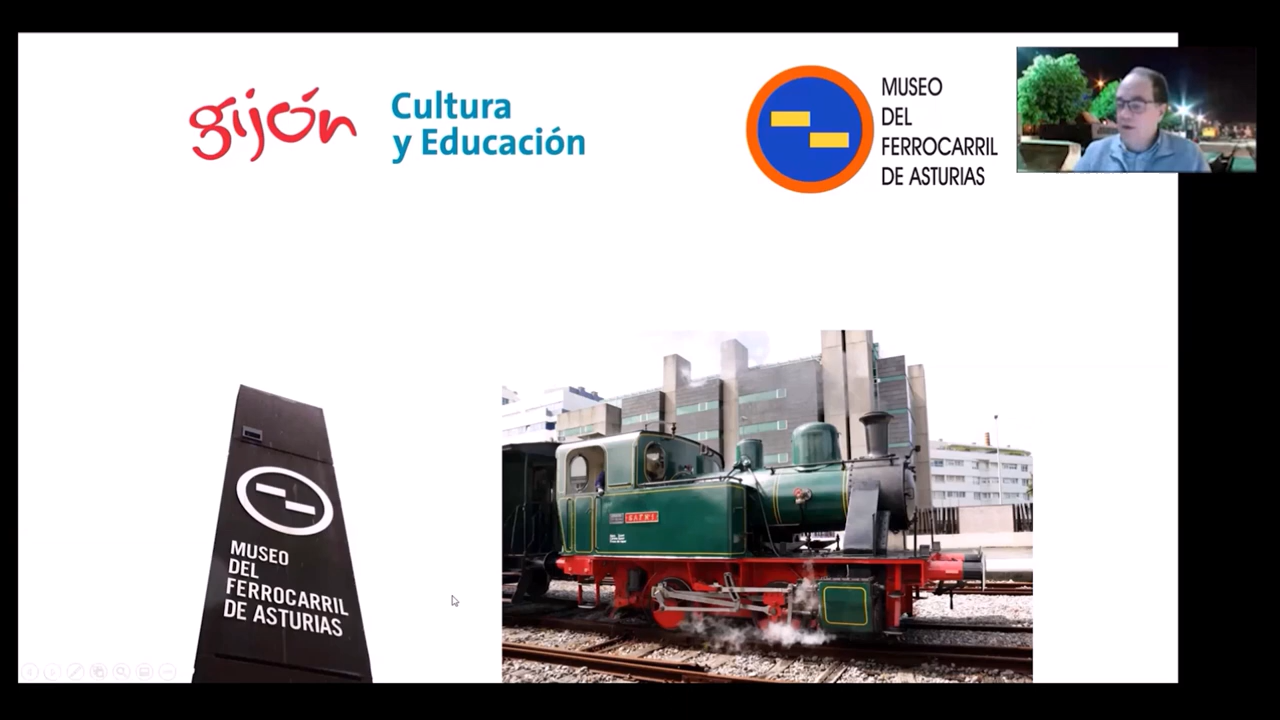 gijón
Cultura
y Educación
MUSEO
DEL
FERROCARRIL
DE ASTURIAS
MUSEO
DEL
FERROCARRIL
DE ASTURIAS